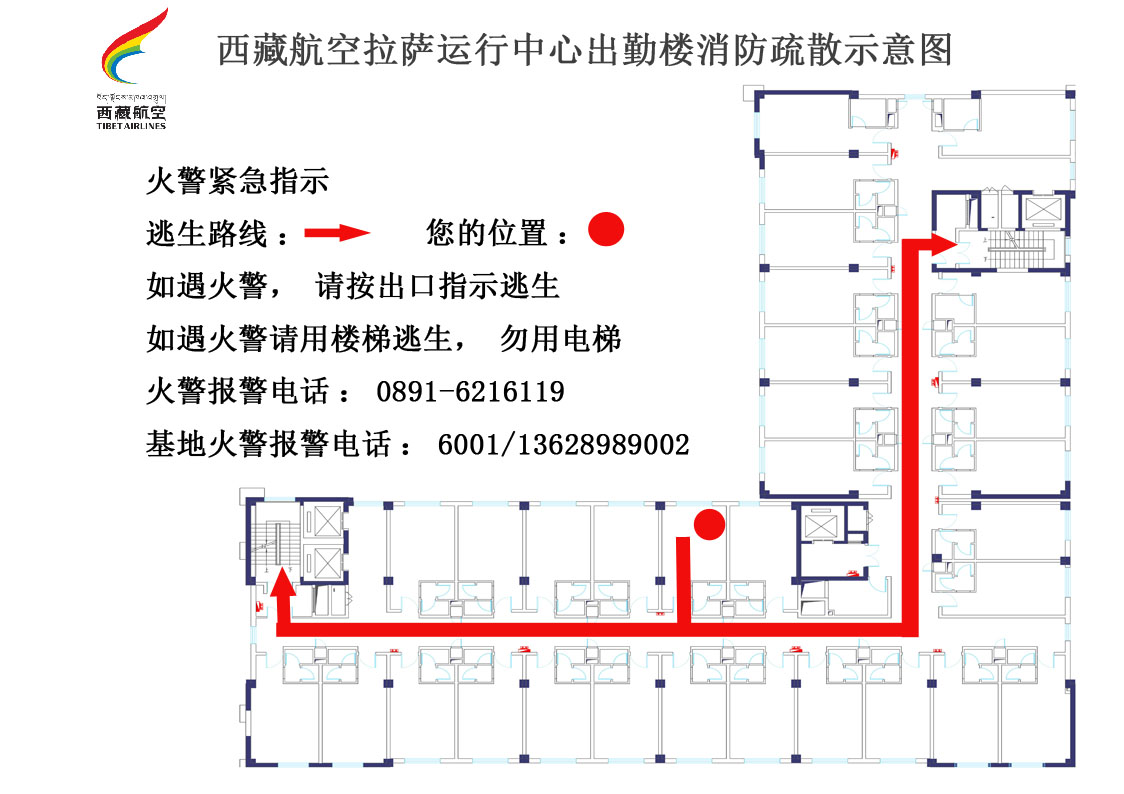 西藏航空拉萨运行中心出勤楼消防疏散示意图
西藏航空
TIBET AIRLINES
火警紧急指示
逃生路线： 您的位置：
如遇火警， 请按出口指示逃生
如遇火警请用楼梯逃生， 勿用电梯
火警报警电话： 0891-6216119
基地火警报警电话： 6001/13628989002
上
下
上 下